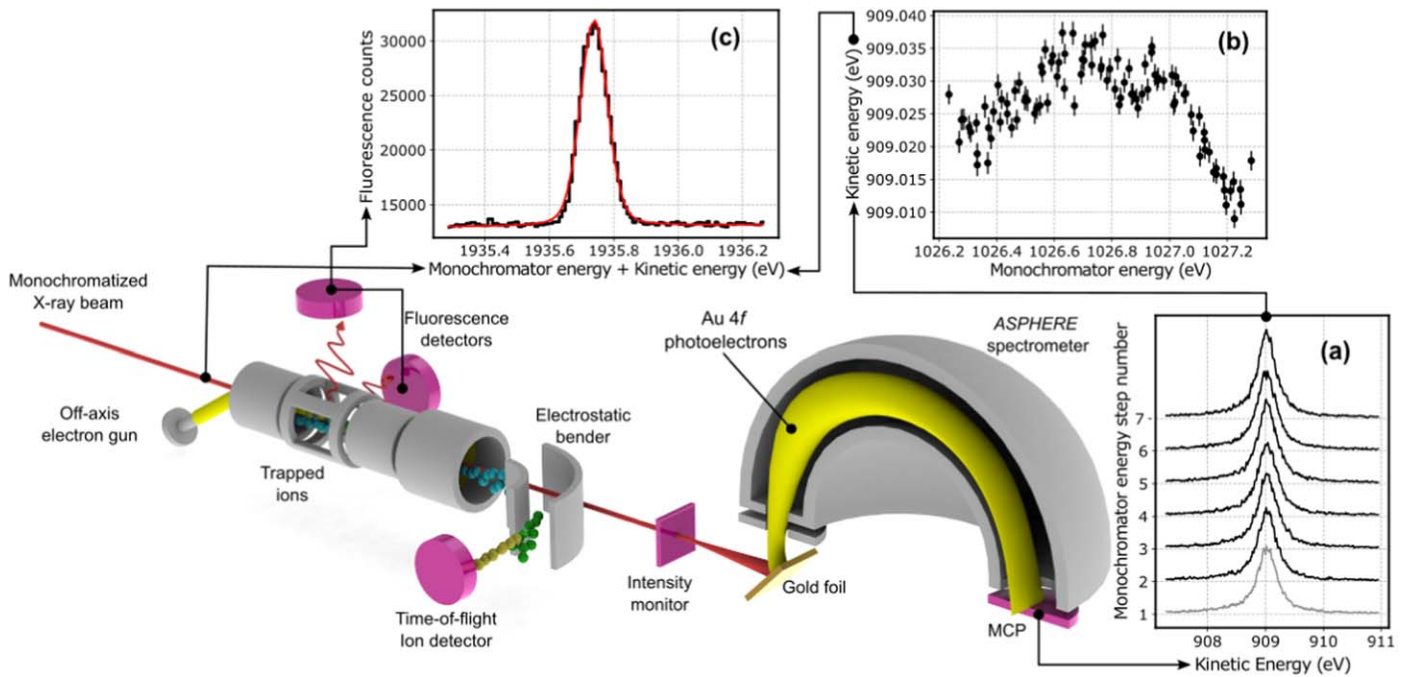 (c)
Fluorescence counts
30000
25000
20000
15000
1935.4
1935.6
1935.8
1936.0
1936.2
Monochromator energy + Kinetic energy (eV)
(b)
Kinetic energy (eV)
909.040
909.035
909.030
909.025
909.020
909.015
909.010
1026.2
1026.4
1026.6
1026.8
1027.0
1027.2
Monochromator energy (eV)
Monochromatized
X-ray beam
Fluorescence
detectors
Off-axis
electron gun
Trapped
ions
Electrostatic
bender
Time-of-flight
Ion detector
Intensity
monitor
Au 4f
photoelectrons
ASPHERE
spectrometer
Gold foil
MCP
(a)
Monochromator energy step number
7
6
5
4
3
2
1
908
909
910
911
Kinetic Energy (eV)